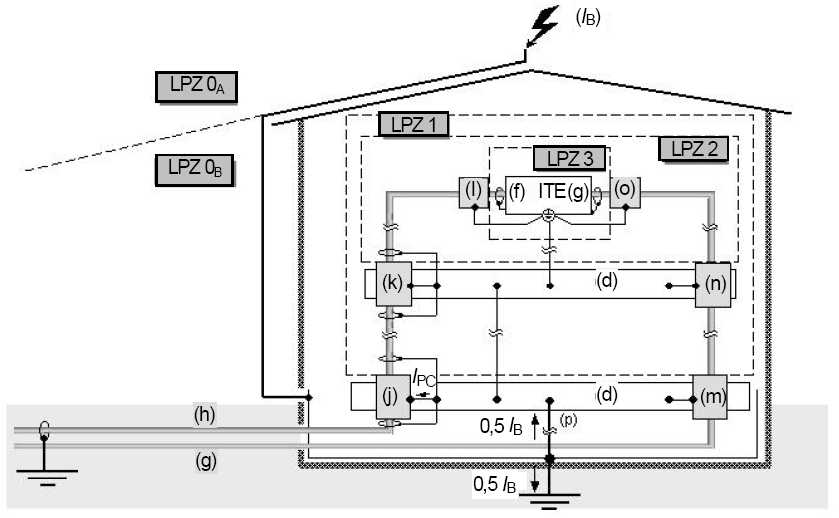 (IB)
LPZ 0A
LPZ 1
LPZ 2
LPZ 3
LPZ 0B
(l) (f) ITE(g) (o)
(k) (d) (n)
IPC
(j) (d) (m)
(h)
0,5 IB (p)
(g)
0,5 IB